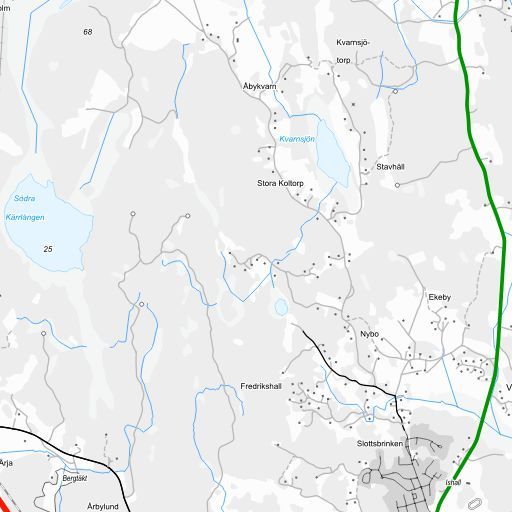 olm
68
Kvarnsjö-
torp
Åbykvarn
Kvarnsjön
Stavhäll
Stora Koltorp
Södra
Kärrlången
25
Ekeby
Nybo
Fredrikshall
V
Slottsbrinken
Ärja
Bergtäkt
Ishall
Årbylund